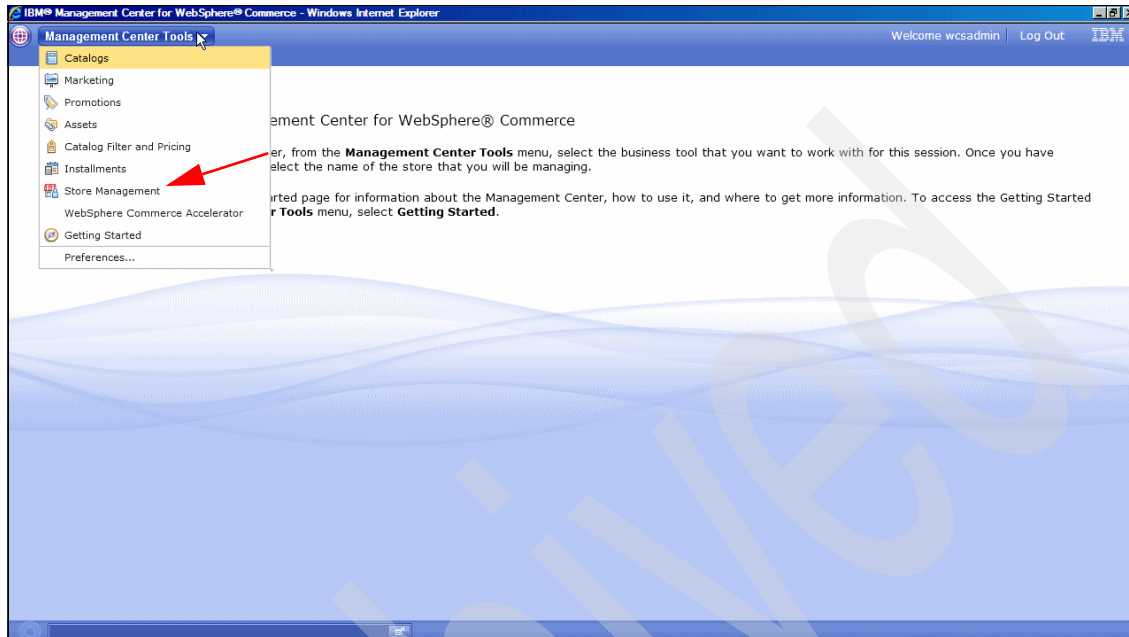 IBM® Management Center for WebSphere® Commerce - Windows Internet Explorer
Management Center Tools
Welcome wcsadmin
Log Out
IBM
Catalogs
Marketing
Promotions
Assets
Catalog Filter and Pricing
Installments
Store Management
WebSphere Commerce Accelerator
Getting Started
Preferences...
ement Center for WebSphere® Commerce
er, from the Management Center Tools menu, select the business tool that you want to work with for this session. Once you have
elect the name of the store that you will be managing.
rted page for information about the Management Center, how to use it, and where to get more information. To access the Getting Started
r Tools menu, select Getting Started.
ived